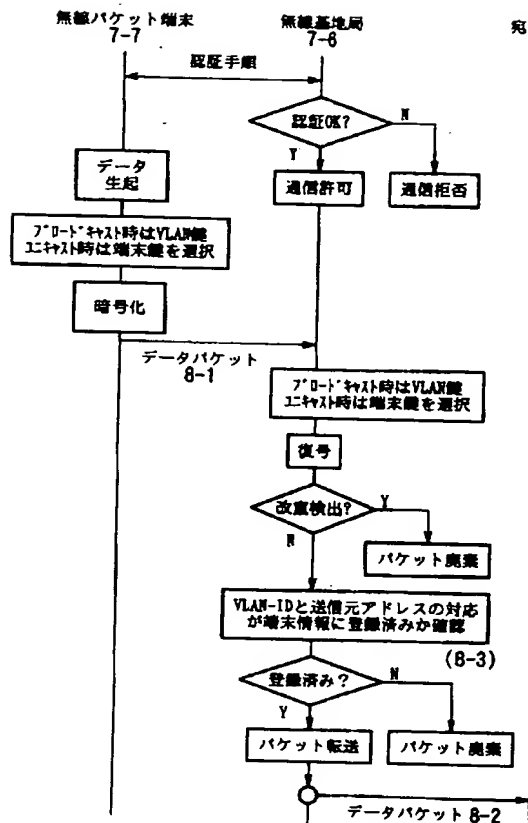 無線パケット端末
7-7
無線基地局
7-8
宛
認証手順
認証OK?
N
Y
データ
生起
通信許可
通信拒否
ブロードキャスト時はVLAN鍵
ユニキャスト時は端末鍵を選択
暗号化
データパケット
8-1
ブロードキャスト時はVLAN鍵
ユニキャスト時は端末鍵を選択
復号
改竄検出?
Y
N
パケット廃棄
VLAN-IDと送信元アドレスの対応
が端末情報に登録済みか確認
(8-3)
登録済み?
N
Y
パケット転送
パケット廃棄
データパケット 8-2